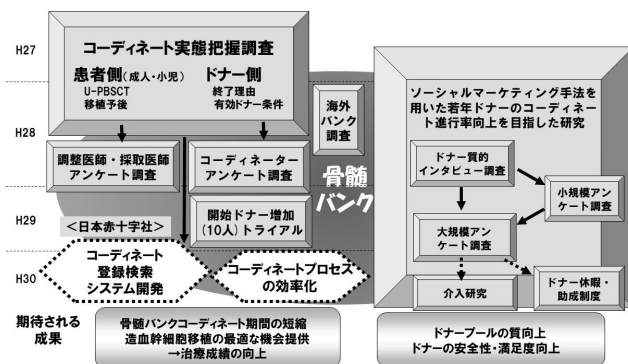 H27
コーディネート実態把握調査
患者側（成人・小児）
U-PBSCT
移植予後
ドナー側
終了理由
有効ドナー条件
H28
海外
バンク
調査
調整医師・採取医師
アンケート調査
コーディネーター
アンケート調査
骨髄
バンク
H29
＜日本赤十字社＞
開始ドナー増加
(10人)トライアル
H30
コーディネート
登録検索
システム開発
コーディネートプロセス
の効率化
ソーシャルマーケティング手法を
用いた若年ドナーのコーディネー
ト進行率向上を目指した研究
ドナー質的
インタビュー調査
小規模アン
ケート調査
大規模アン
ケート調査
介入研究
ドナー休暇・
助成制度
期待される
成果
骨髄バンクコーディネート期間の短縮
造血幹細胞移植の最適な機会提供
→治療成績の向上
ドナープールの質向上
ドナーの安全性・満足度向上